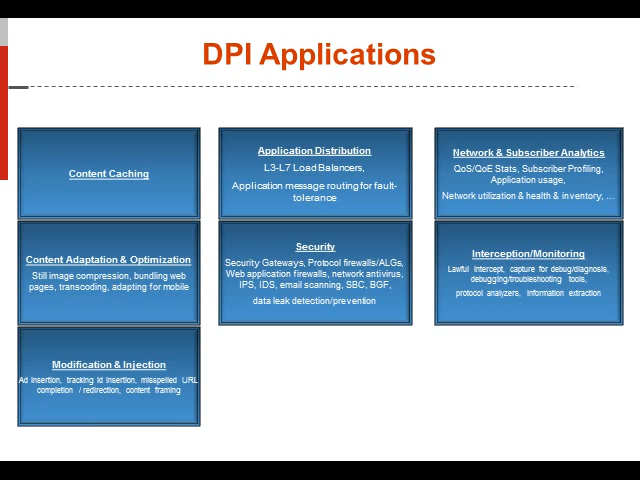 DPI Applications
Content Caching
Application Distribution
L3-L7 Load Balancers,
Application message routing for fault-
tolerance
Network & Subscriber Analytics
QoS/QoE Stats, Subscriber Profiling,
Application usage,
Network utilization & health & inventory, ...
Content Adaptation & Optimization
Still image compression, bundling web
pages, transcoding, adapting for mobile
Security
Security Gateways, Protocol firewalls/ALGs,
Web application firewalls, network antivirus,
IPS, IDS, email scanning, SBC, BGF,
data leak detection/prevention
Interception/Monitoring
Lawful Intercept, capture for debug/diagnosis,
debugging/troubleshooting tools,
protocol analyzers, information extraction
Modification & Injection
Ad insertion, tracking id insertion, misspelled URL
completion / redirection, content framing